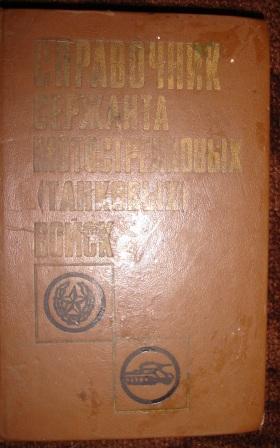 СПРАВОЧНИК
СЕРЖАНТА
МОТОСТРЕЛКОВЫХ
(ТАНКОВЫХ)
ВОЙСК